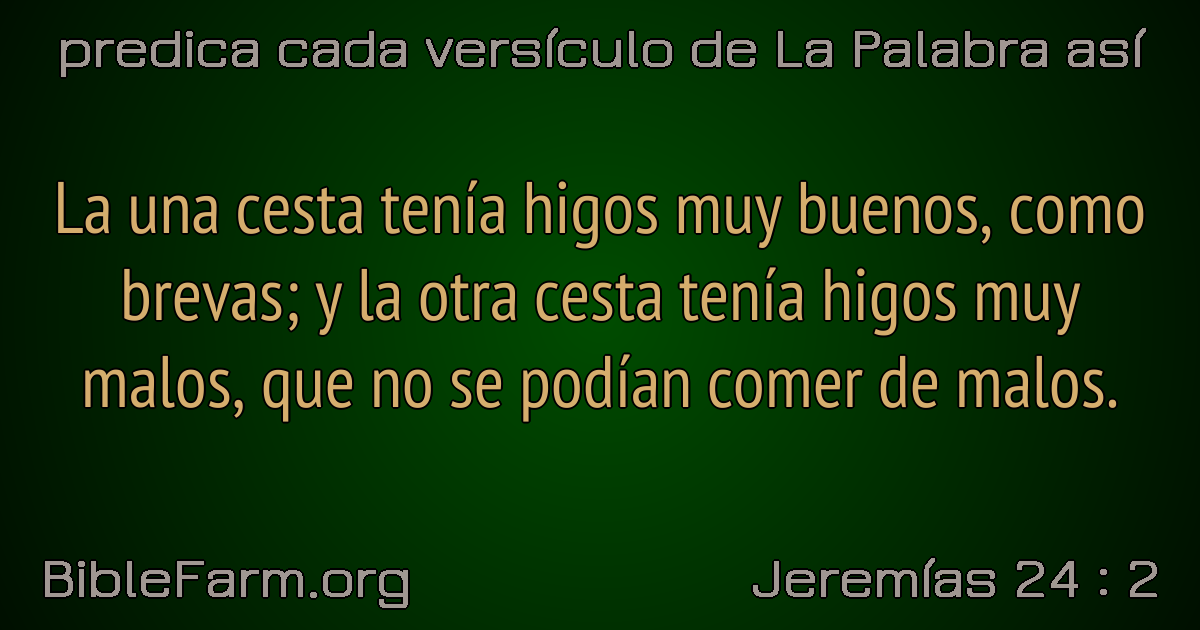 predica cada versículo de La Palabra así
La una cesta tenía higos muy buenos, como
brevas; y la otra cesta tenía higos muy
malos, que no se podían comer de malos.
BibleFarm.org
Jeremías 24 : 2